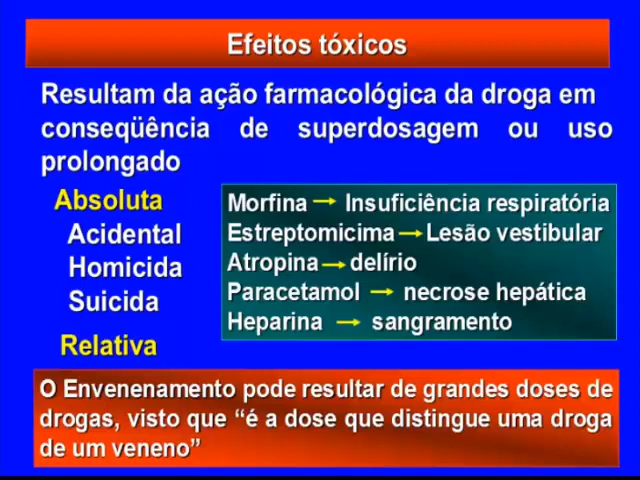 Efeitos tóxicos
Resultam da ação farmacológica da droga em
conseqüência de superdosagem ou uso
prolongado
Absoluta
Acidental
Homicida
Suicida
Relativa
Morfina → Insuficiência respiratória
Estreptomicima → Lesão vestibular
Atropina → delírio
Paracetamol → necrose hepática
Heparina → sangramento
O Envenenamento pode resultar de grandes doses de
drogas, visto que “é a dose que distingue uma droga
de um veneno”